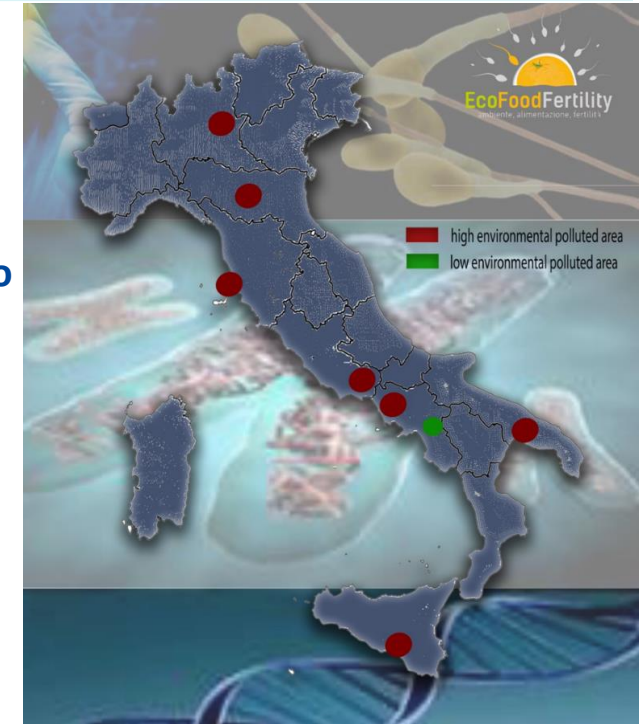 EcoFoodFertility
ambiente, alimentazione, fertilità
high environmental polluted area
low environmental polluted area